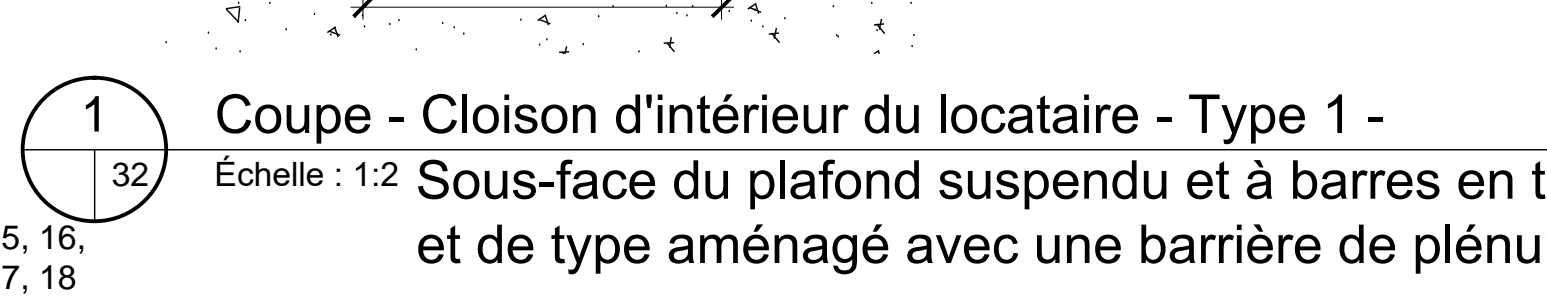 1
Coupe - Cloison d'intérieur du locataire - Type 1 -
32
Échelle : 1:2
Sous-face du plafond suspendu et à barres en
et de type aménagé avec une barrière de
5, 16,
7, 18